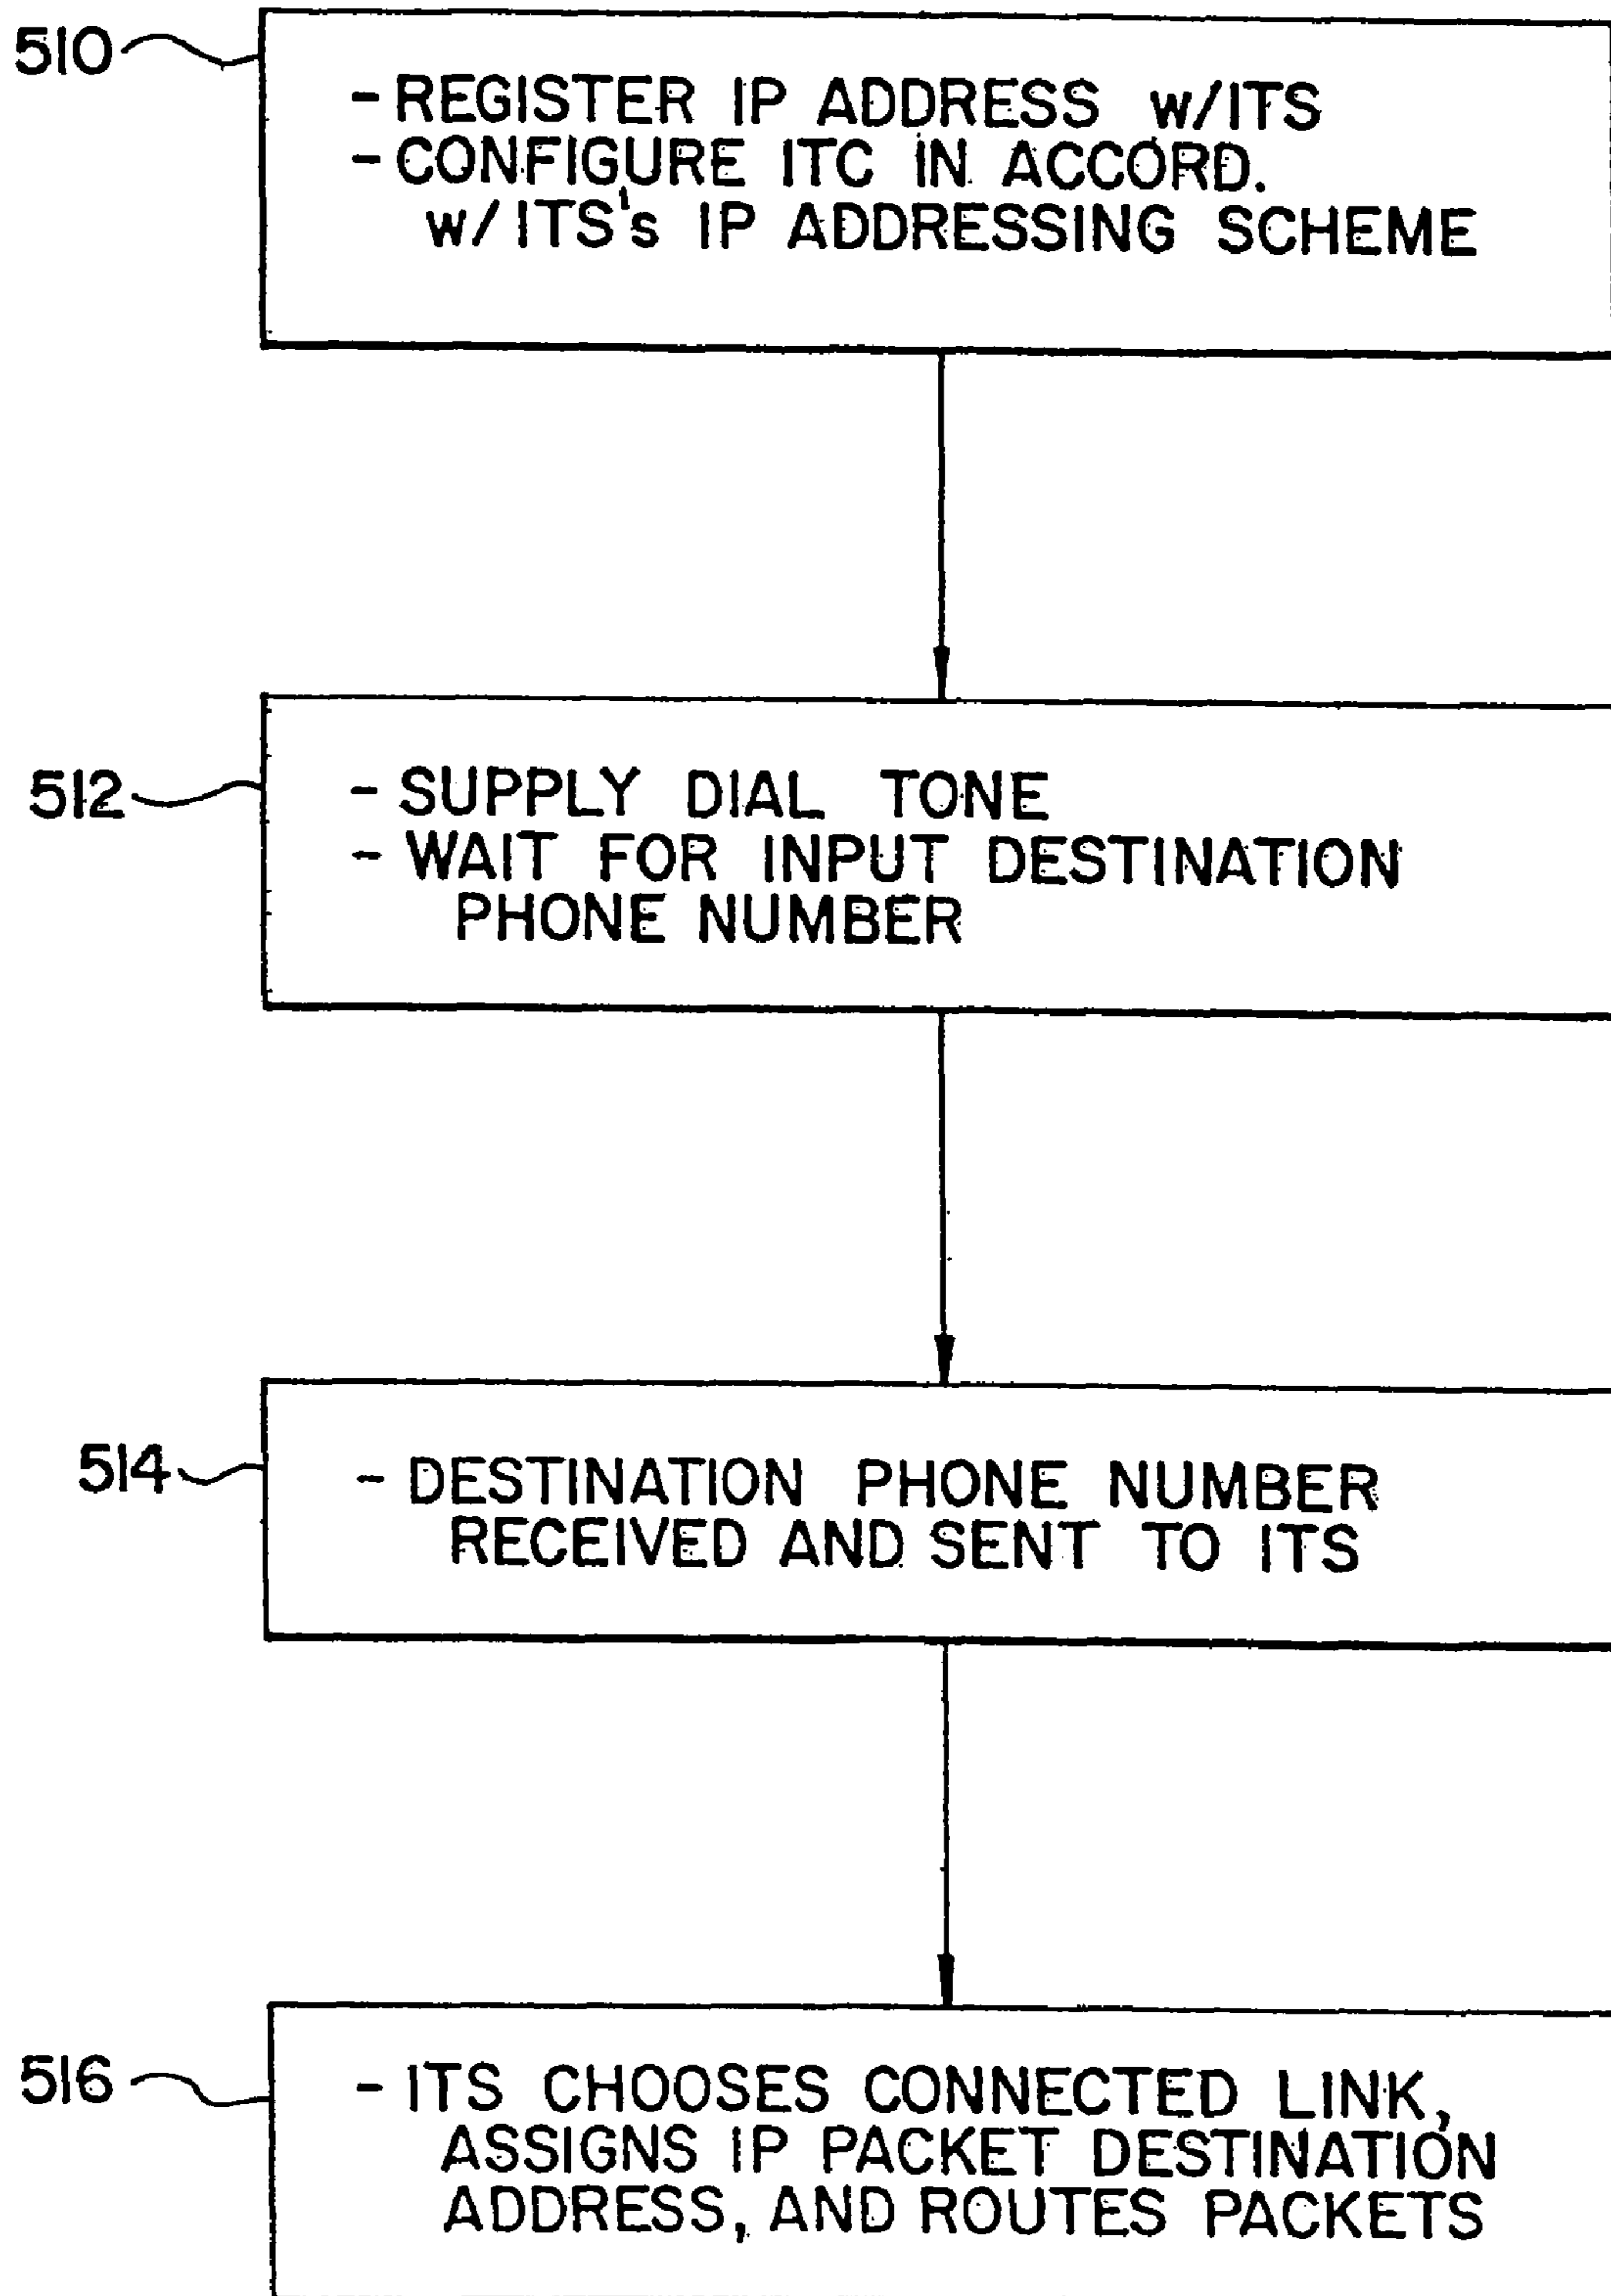 510
- REGISTER IP ADDRESS w/ITS
- CONFIGURE ITC IN ACCORD.
w/ITS's IP ADDRESSING SCHEME
512
- SUPPLY DIAL TONE
- WAIT FOR INPUT DESTINATION
PHONE NUMBER
514
- DESTINATION PHONE NUMBER
RECEIVED AND SENT TO ITS
516
- ITS CHOOSES CONNECTED LINK,
ASSIGNS IP PACKET DESTINATION
ADDRESS, AND ROUTES PACKETS